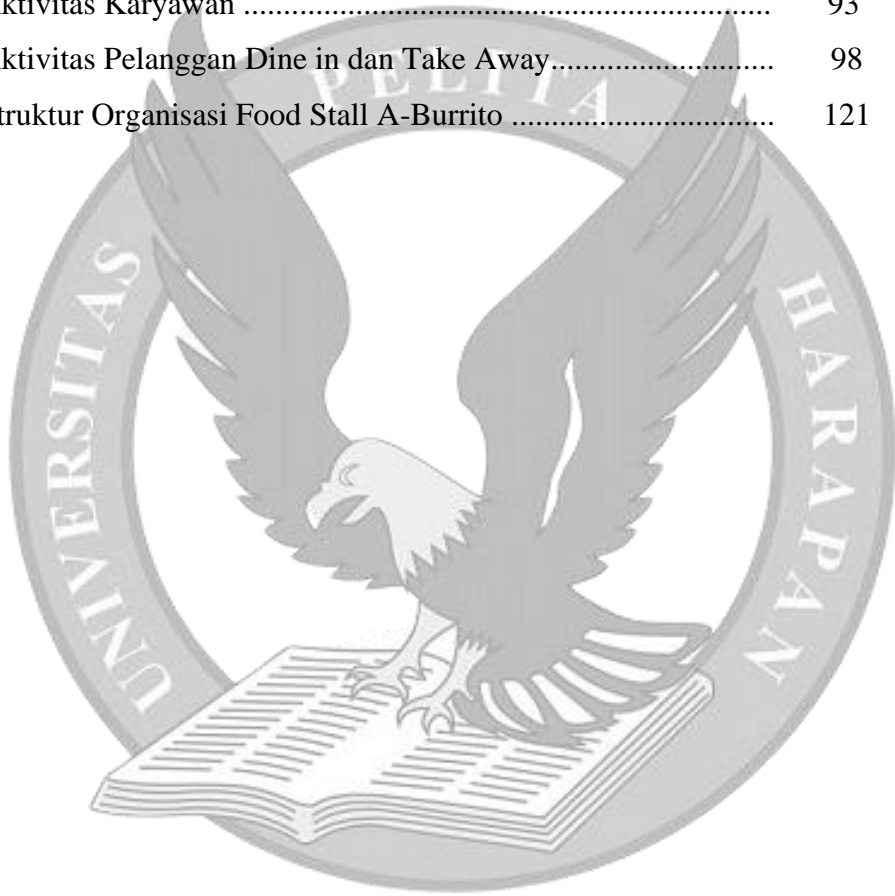 ktivitas Karyawan .................................................................. 93
ktivitas Pelanggan Dine in dan Take Away............................ 98
truktur Organisasi Food Stall A-Burrito ................................. 121
UNIVERSITAS PELITA HARAPAN